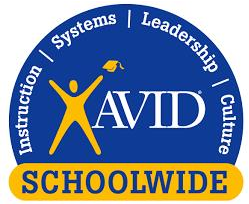 Instruction | Systems | Leadership | Culture
AVID®
SCHOOLWIDE